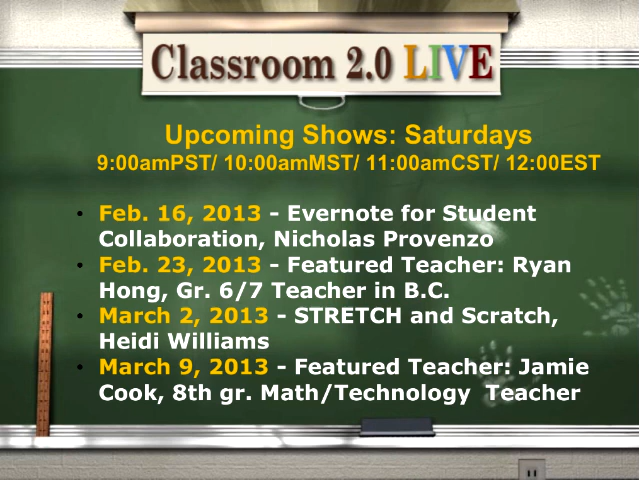 Classroom 2.0 LIVE
Upcoming Shows: Saturdays
9:00amPST/ 10:00amMST/ 11:00amCST/ 12:00EST
• Feb. 16, 2013 - Evernote for Student
Collaboration, Nicholas Provenzo
• Feb. 23, 2013 - Featured Teacher: Ryan
Hong, Gr. 6/7 Teacher in B.C.
• March 2, 2013 - STRETCH and Scratch,
Heidi Williams
• March 9, 2013 - Featured Teacher: Jamie
Cook, 8th gr. Math/Technology  Teacher